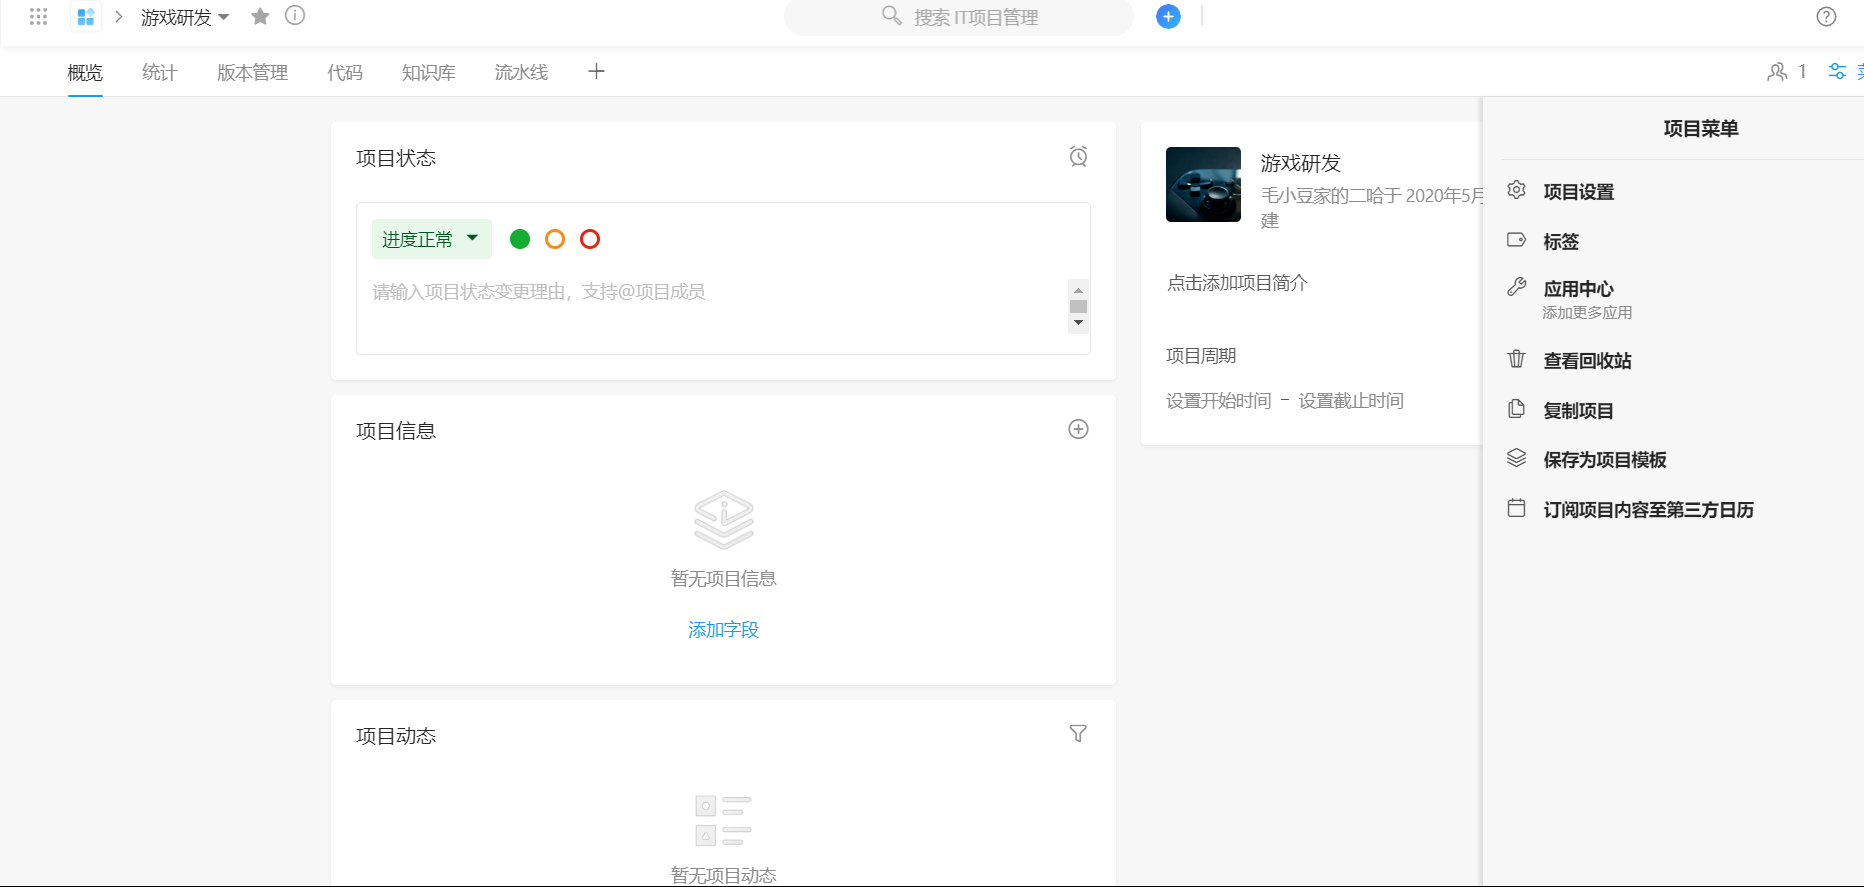 游戏研发
搜索 IT项目管理
概览
统计
版本管理
代码
知识库
流水线
1
项目状态
进度正常
请输入项目状态变更理由，支持@项目成员
项目信息
暂无项目信息
添加字段
项目动态
暂无项目动态
游戏研发
毛小豆家的二哈于 2020年5月
建
点击添加项目简介
项目周期
设置开始时间 - 设置截止时间
项目菜单
项目设置
标签
应用中心
添加更多应用
查看回收站
复制项目
保存为项目模板
订阅项目内容至第三方日历